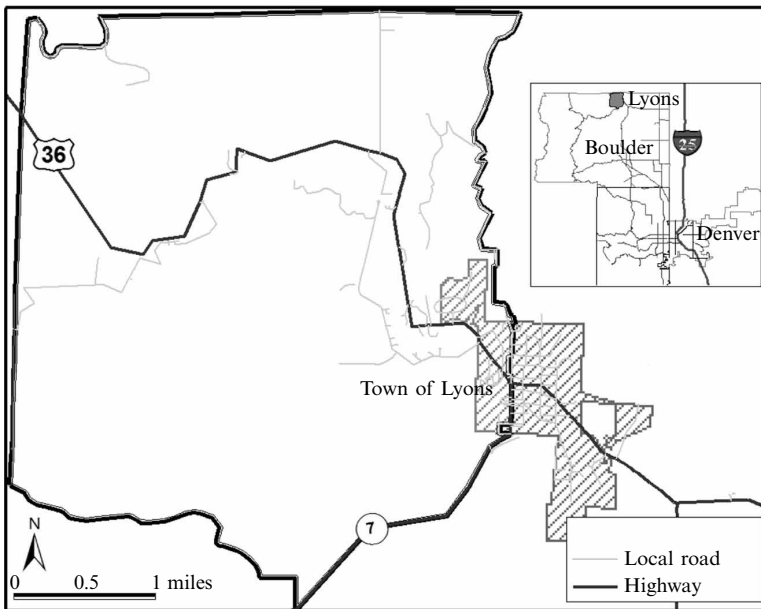 Lyons
Boulder
25
Denver
36
Town of Lyons
7
N
0 0.5 1 miles
Local road
Highway